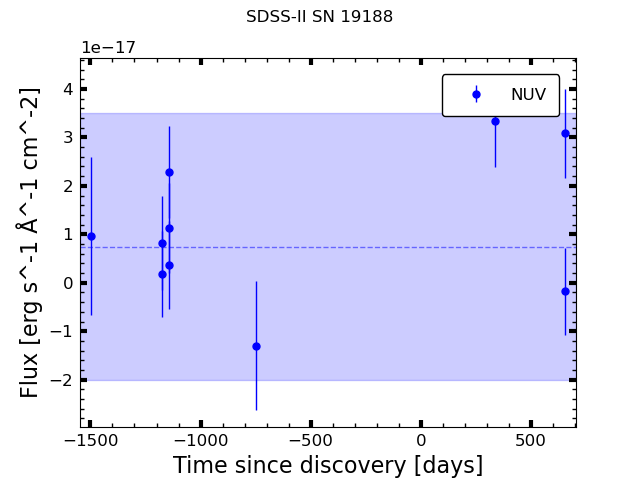 SDSS-II SN 19188
1e−17
NUV
4
3
2
1
0
−1
−2
Flux [erg s^-1 Å^-1 cm^-2]
−1500 −1000 −500 0 500
Time since discovery [days]